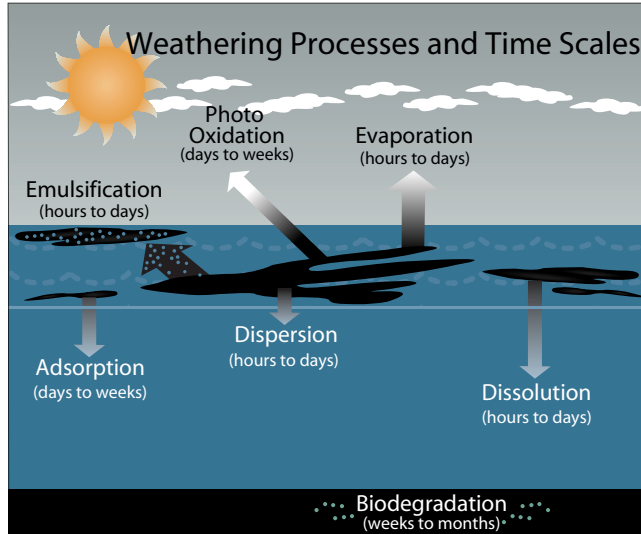 Weathering Processes and Time Scales
Photo
Oxidation
(days to weeks)
Evaporation
(hours to days)
Emulsification
(hours to days)
Adsorption
(days to weeks)
Dispersion
(hours to days)
Dissolution
(hours to days)
Biodegradation
(weeks to months)